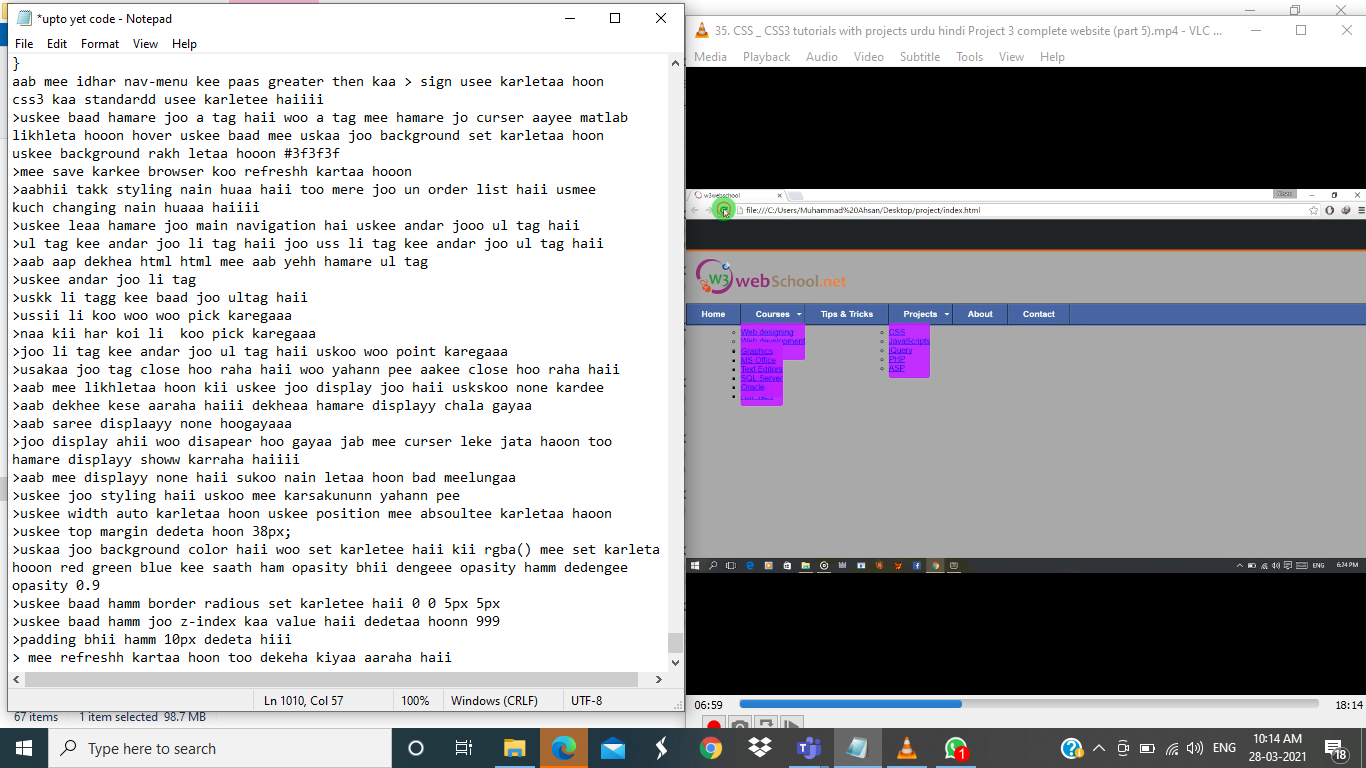 *upto yet code - Notepad
File Edit Format View Help
}
aab mee idhar nav-menu kee paas greater then kaa > sign usee karletaa hoon
css3 kaa standardd usee karletee haiiii
>uskee baad hamare joo a tag haii woo a tag mee hamare jo curser aayee matlab
likhleta hooon hover uskee baad mee uskaa joo background set karletaa hoon
uskee background rakh letaa hooon #3f3f3f
>mee save karkee browser koo refreshh kartaa hooon
>aabhii takk styling nain huaa haii too mere joo un order list haii usmee
kuch changing nain huaaa haiiii
>uskee leaa hamare joo main navigation hai uskee andar jooo ul tag haii
>ul tag kee andar joo li tag haii joo uss li tag kee andar joo ul tag haii
>aab aap dekhea html html mee aab yehh hamare ul tag
>uskee andar joo li tag
>uskk li tagg kee baad joo ultag haii
>ussii li koo woo woo pick karegaaa
>naa kii har koi li  koo pick karegaaa
>joo li tag kee andar joo ul tag haii uskoo woo point karegaaa
>usakaa joo tag close hoo raha haii woo yahann pee aakee close hoo raha haii
>aab mee likhletaa hoon kii uskee joo display joo haii uskskoo none kardee
>aab dekhee kese aaraha haiii dekheaa hamare displayy chala gayaa
>aab saree displaayy none hoogayaaa
>joo display ahii woo disapear hoo gayaa jab mee curser leke jata haoon too
hamare displayy showw karraha haiiii
>aab mee displayy none haii sukoo nain letaa hoon bad meelungaa
>uskee joo styling haii uskoo mee karsakununn yahann pee
>uskee width auto karletaa hoon uskee position mee absoultee karletaa haoon
>uskee top margin dedeta hoon 38px;
>uskaa joo background color haii woo set karletee haii kii rgba() mee set karleta
hooon red green blue kee saath ham opasity bhii dengeee opasity hamm dedengee
opasity 0.9
>uskee baad hamm border radious set karletee haii 0 0 5px 5px
>uskee baad hamm joo z-index kaa value haii dedetaa hoonn 999
>padding bhii hamm 10px dedeta hiii
> mee refreshh kartaa hoon too dekeha kiyaa aaraha haii
Ln 1010, Col 57 100% Windows (CRLF) UTF-8
67 items 1 item selected 98.7 MB
35. CSS _ CSS3 tutorials with projects urdu hindi Project 3 complete website (part 5).mp4 - VLC ...
Media Playback Audio Video Subtitle Tools View Help
w3webschool
file:///C:/Users/Muhammad%20Ahsan/Desktop/project/index.html
W3 webSchool.net
Home Courses Tips & Tricks Projects About Contact
Web designing
Web development
Graphics
MS Office
Text Editors
SQL Server
Oracle
CSS
JavaScripts
jQuery
PHP
ASP
ENG 6:24 PM
06:59 18:14
Type here to search
1
ENG
10:14 AM
28-03-2021
18